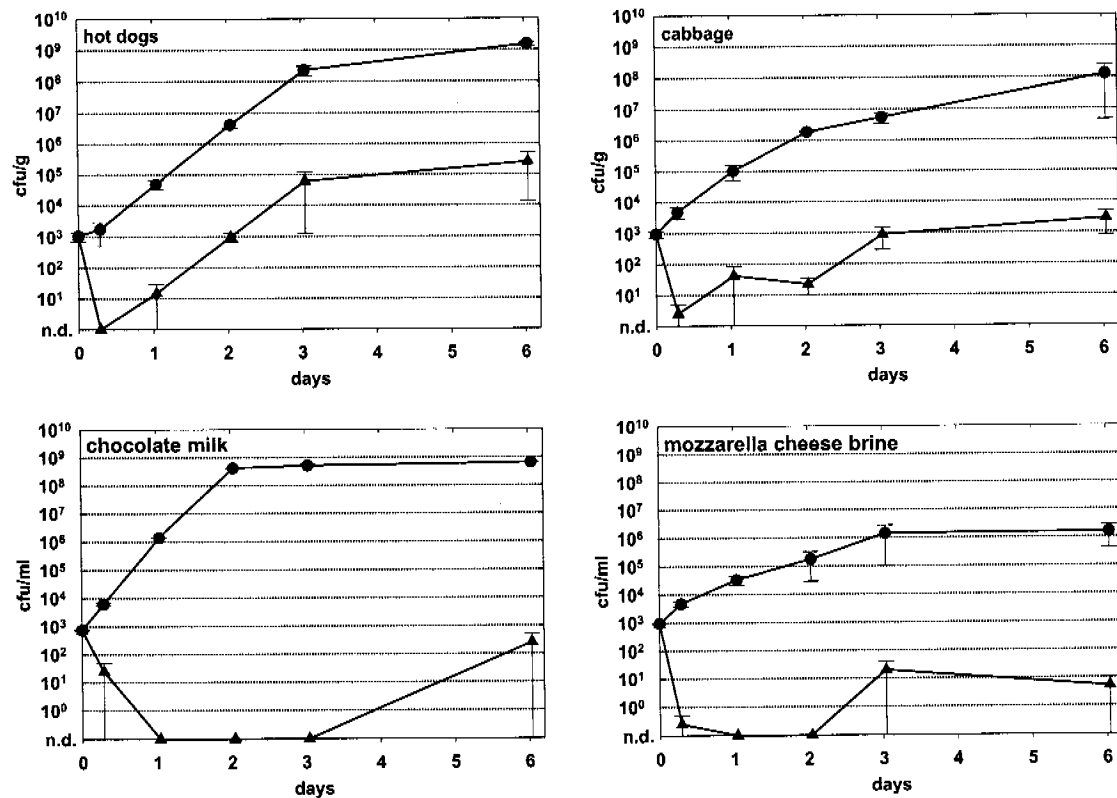 hot dogs
10¹⁰
10⁹
10⁸
10⁷
10⁶
10⁵
10⁴
10³
10²
10¹
n.d.
cfu/g
0 1 2 3 4 5 6
days
cabbage
10¹⁰
10⁹
10⁸
10⁷
10⁶
10⁵
10⁴
10³
10²
10¹
n.d.
cfu/g
0 1 2 3 4 5 6
days
chocolate milk
10¹⁰
10⁹
10⁸
10⁷
10⁶
10⁵
10⁴
10³
10²
10¹
10⁰
n.d.
cfu/ml
0 1 2 3 4 5 6
days
mozzarella cheese brine
10¹⁰
10⁹
10⁸
10⁷
10⁶
10⁵
10⁴
10³
10²
10¹
10⁰
n.d.
cfu/ml
0 1 2 3 4 5 6
days